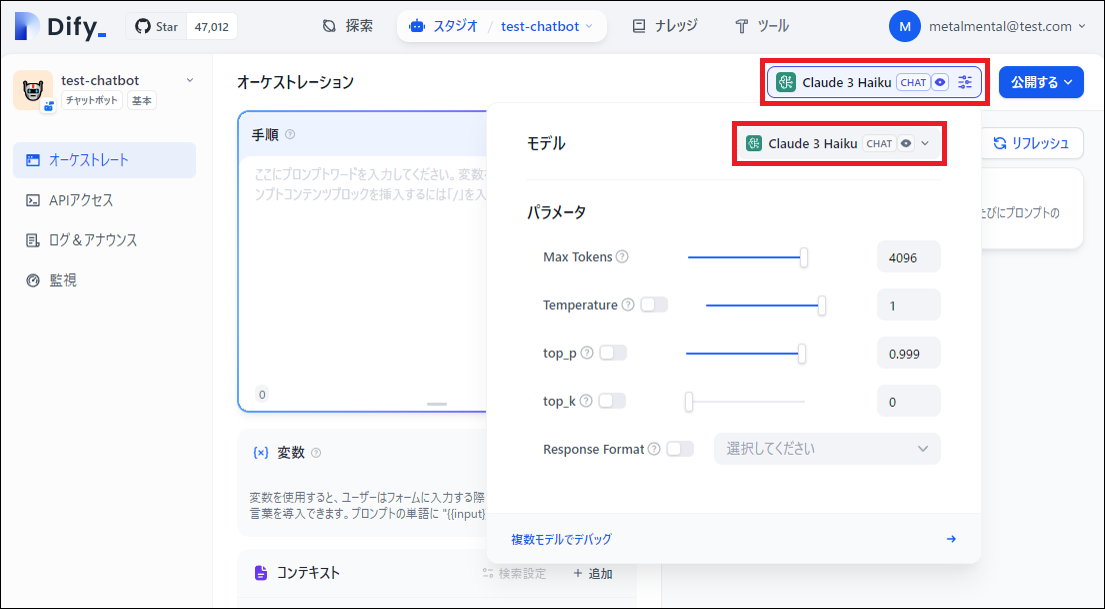 Dify_
Star 47,012
探索
スタジオ / test-chatbot
ナレッジ
ツール
M metalmental@test.com
test-chatbot
チャットボット 基本
オーケストレート
APIアクセス
ログ＆アナウンス
監視
オーケストレーション
Claude 3 Haiku CHAT
公開する
手順
ここにプロンプトワードを入力してください。変数
ンプトコンテンツブロックを挿入するには「/」を入
0
リフレッシュ
たびにプロンプトの
モデル
Claude 3 Haiku CHAT
パラメータ
Max Tokens 4096
Temperature 1
top_p 0.999
top_k 0
Response Format 選択してください
複数モデルでデバッグ →
{x} 変数
変数を使用すると、ユーザーはフォームに入力する際
言葉を導入できます。プロンプトの単語に "{{input}
コンテキスト
検索設定
+ 追加